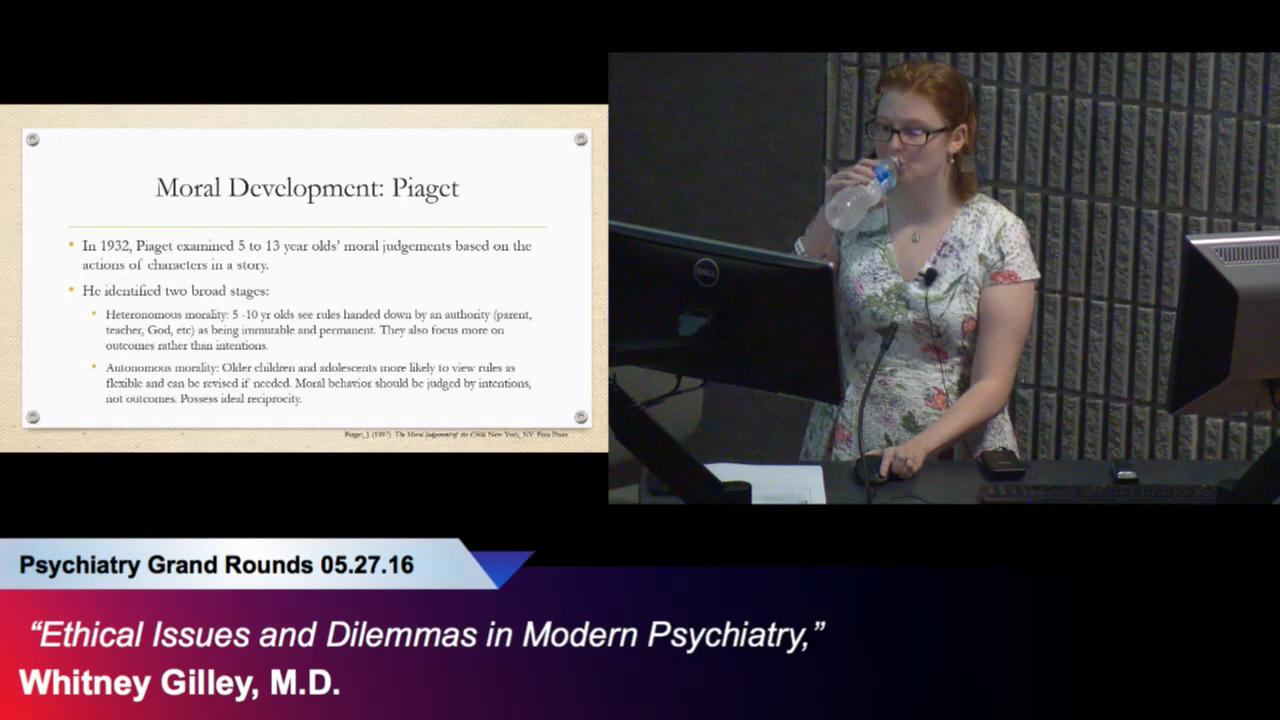 Moral Development: Piaget
• In 1932, Piaget examined 5 to 13 year olds' moral judgements based on the
actions of characters in a story.
• He identified two broad stages:
• Heteronomous morality: 5 -10 yr olds see rules handed down by an authority (parent,
teacher, God, etc) as being immutable and permanent. They also focus more on
outcomes rather than intentions.
• Autonomous morality: Older children and adolescents more likely to view rules as
flexible and can be revised if needed. Moral behavior should be judged by intentions,
not outcomes. Possess ideal reciprocity.
Piaget, J. (1997). The Moral Judgement of the Child. New York, NY: Free Press
DELL
Psychiatry Grand Rounds 05.27.16
“Ethical Issues and Dilemmas in Modern Psychiatry,”
Whitney Gilley, M.D.